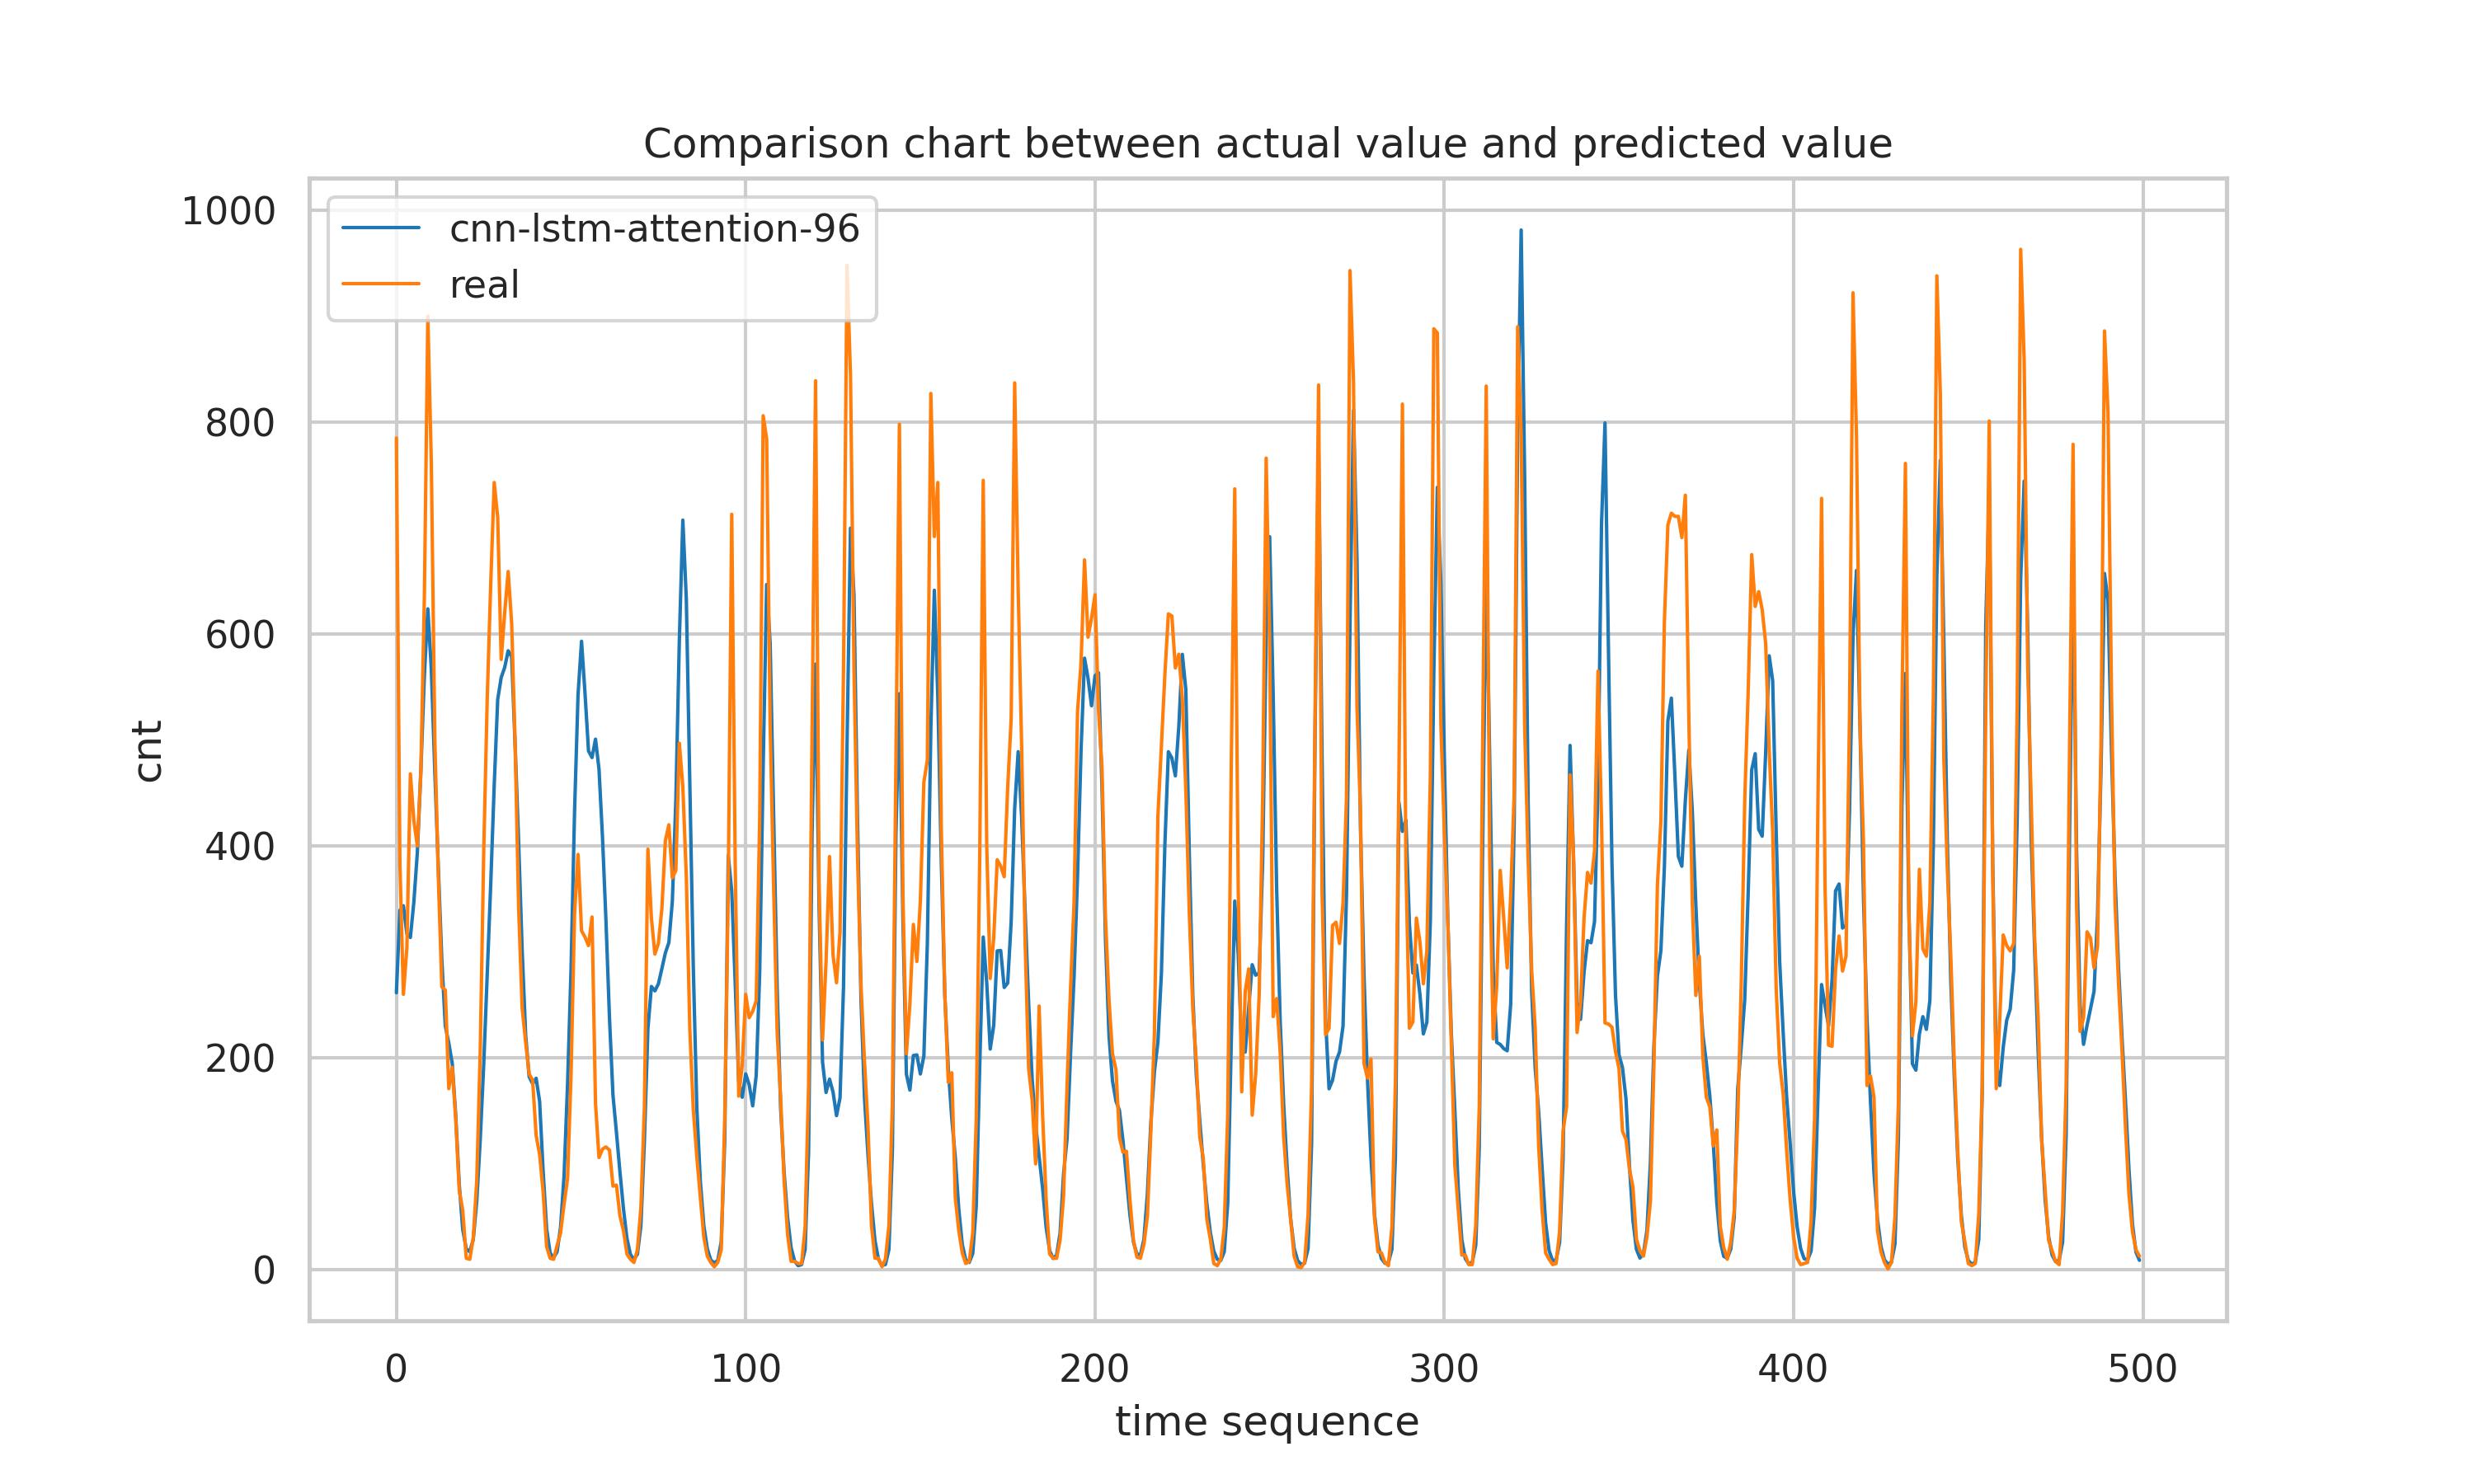 Comparison chart between actual value and predicted value
cnn-lstm-attention-96
real
1000
800
600
400
200
0
cnt
0 100 200 300 400 500
time sequence